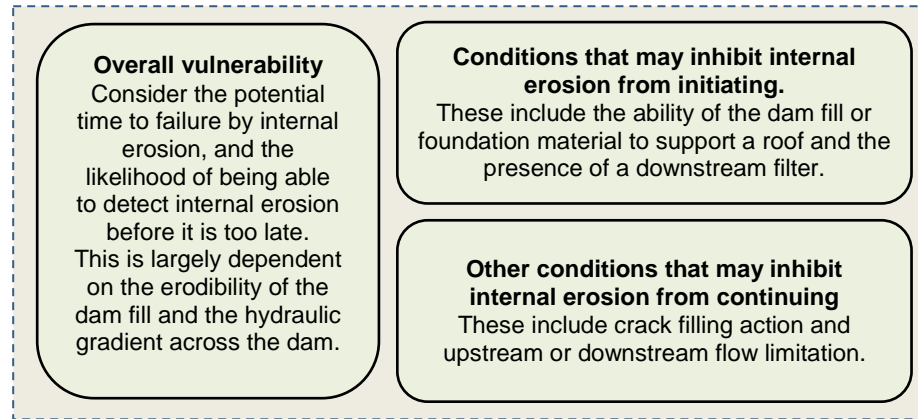 Overall vulnerability
Consider the potential
time to failure by internal
erosion, and the
likelihood of being able
to detect internal erosion
before it is too late.
This is largely dependent
on the erodibility of the
dam fill and the hydraulic
gradient across the dam.
Conditions that may inhibit internal
erosion from initiating.
These include the ability of the dam fill or
foundation material to support a roof and the
presence of a downstream filter.
Other conditions that may inhibit
internal erosion from continuing
These include crack filling action and
upstream or downstream flow limitation.